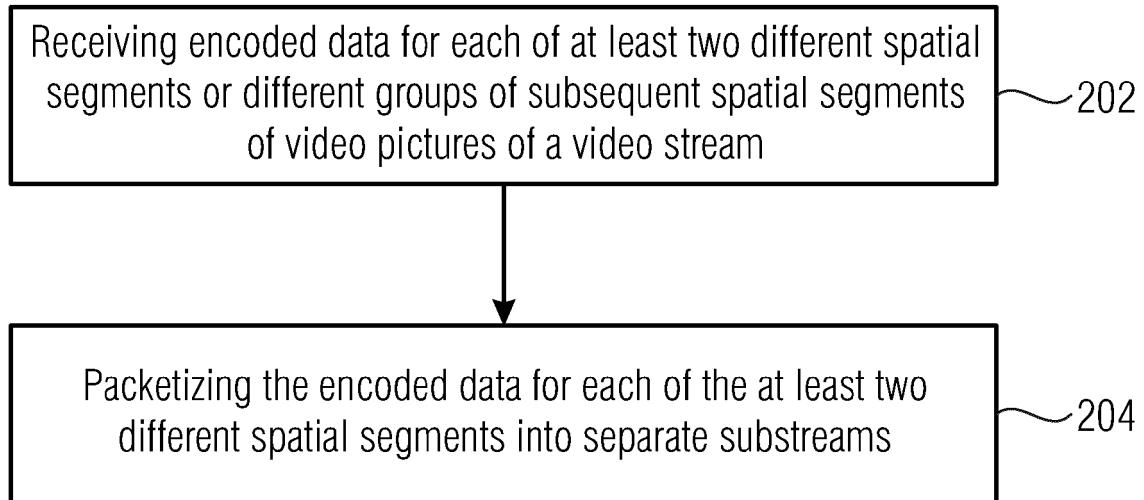 Receiving encoded data for each of at least two different spatial
segments or different groups of subsequent spatial segments
of video pictures of a video stream
202
Packetizing the encoded data for each of the at least two
different spatial segments into separate substreams
204